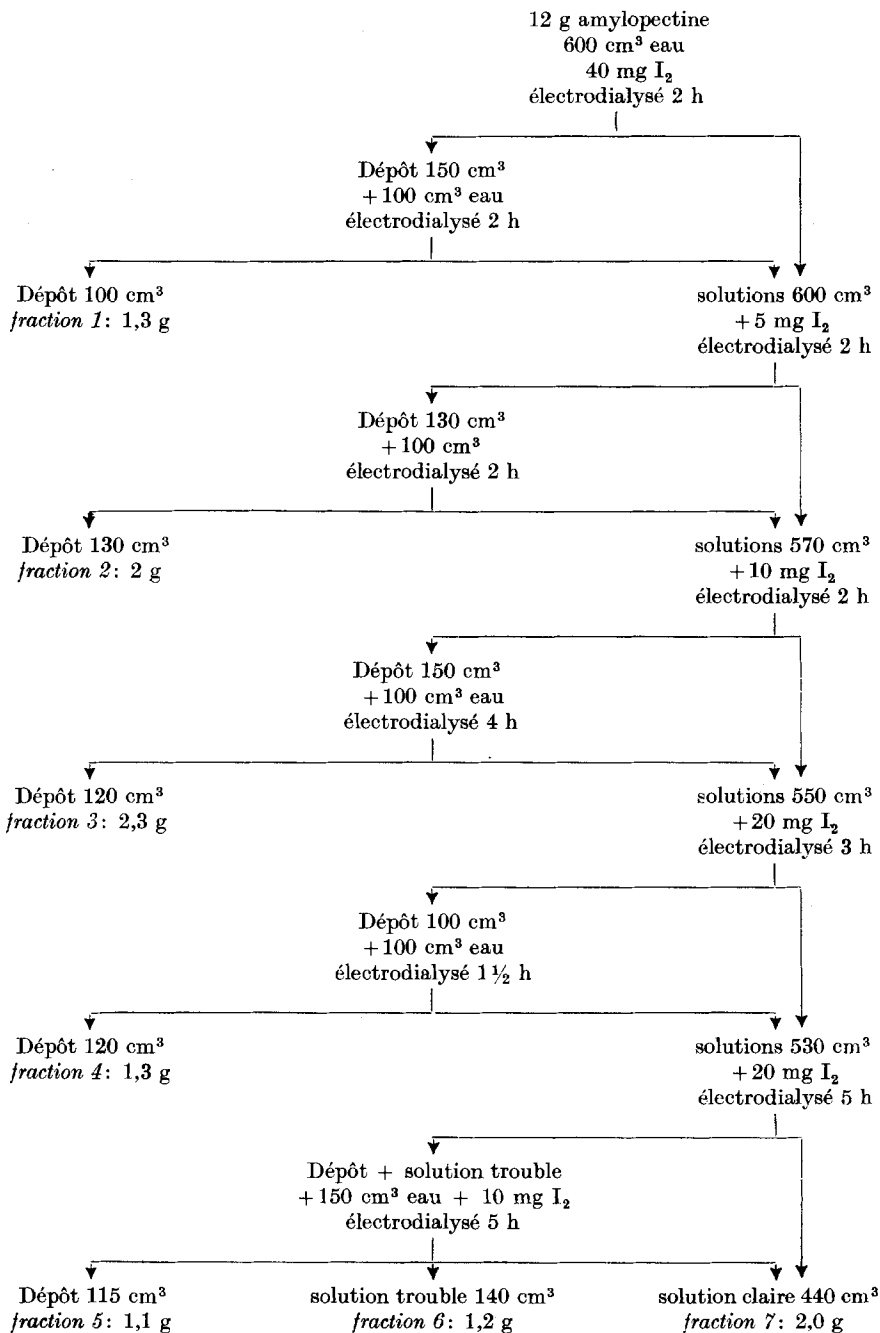 12 g amylopectine
600 cm³ eau
40 mg I₂
électrodialysé 2 h
Dépôt 150 cm³
+ 100 cm³ eau
électrodialysé 2 h
Dépôt 100 cm³
fraction 1: 1,3 g
solutions 600 cm³
+ 5 mg I₂
électrodialysé 2 h
Dépôt 130 cm³
+ 100 cm³
électrodialysé 2 h
Dépôt 130 cm³
fraction 2: 2 g
solutions 570 cm³
+ 10 mg I₂
électrodialysé 2 h
Dépôt 150 cm³
+ 100 cm³ eau
électrodialysé 4 h
Dépôt 120 cm³
fraction 3: 2,3 g
solutions 550 cm³
+ 20 mg I₂
électrodialysé 3 h
Dépôt 100 cm³
+ 100 cm³ eau
électrodialysé 1 ½ h
Dépôt 120 cm³
fraction 4: 1,3 g
solutions 530 cm³
+ 20 mg I₂
électrodialysé 5 h
Dépôt + solution trouble
+ 150 cm³ eau + 10 mg I₂
électrodialysé 5 h
Dépôt 115 cm³
fraction 5: 1,1 g
solution trouble 140 cm³
fraction 6: 1,2 g
solution claire 440 cm³
fraction 7: 2,0 g